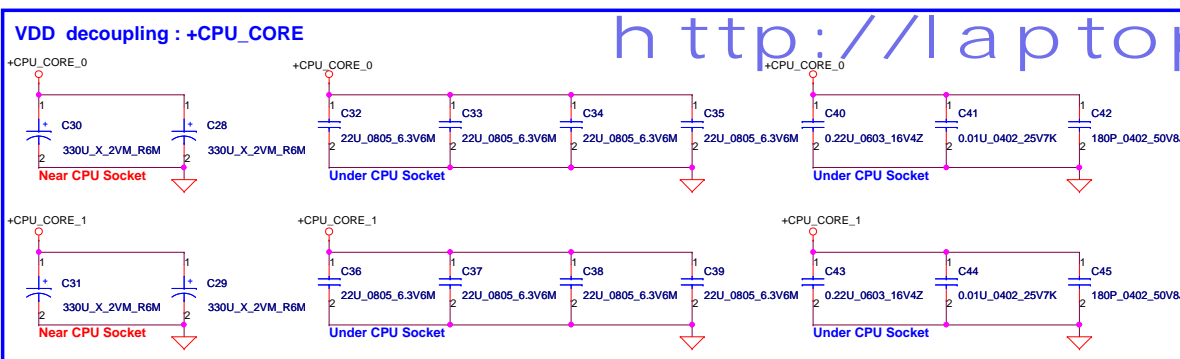 VDD decoupling : +CPU_CORE
http://laptop
+CPU_CORE_0
+CPU_CORE_0
+CPU_CORE_0
1 1 1 1 1 1 1 1 1
+ C30
+ C28
C32
C33
C34
C35
C40
C41
C42
330U_X_2VM_R6M
330U_X_2VM_R6M
22U_0805_6.3V6M
22U_0805_6.3V6M
22U_0805_6.3V6M
22U_0805_6.3V6M
0.22U_0603_16V4Z
0.01U_0402_25V7K
180P_0402_50V8
2 2 2 2 2 2 2 2 2
Near CPU Socket
Under CPU Socket
Under CPU Socket
+CPU_CORE_1
+CPU_CORE_1
+CPU_CORE_1
1 1 1 1 1 1 1 1 1
+ C31
+ C29
C36
C37
C38
C39
C43
C44
C45
330U_X_2VM_R6M
330U_X_2VM_R6M
22U_0805_6.3V6M
22U_0805_6.3V6M
22U_0805_6.3V6M
22U_0805_6.3V6M
0.22U_0603_16V4Z
0.01U_0402_25V7K
180P_0402_50V8
2 2 2 2 2 2 2 2 2
Near CPU Socket
Under CPU Socket
Under CPU Socket